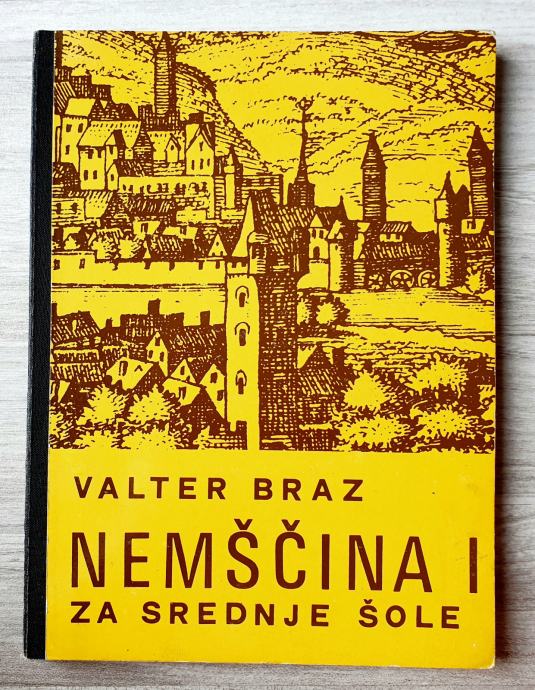 VALTER BRAZ
NEMŠČINA I
ZA SREDNJE ŠOLE